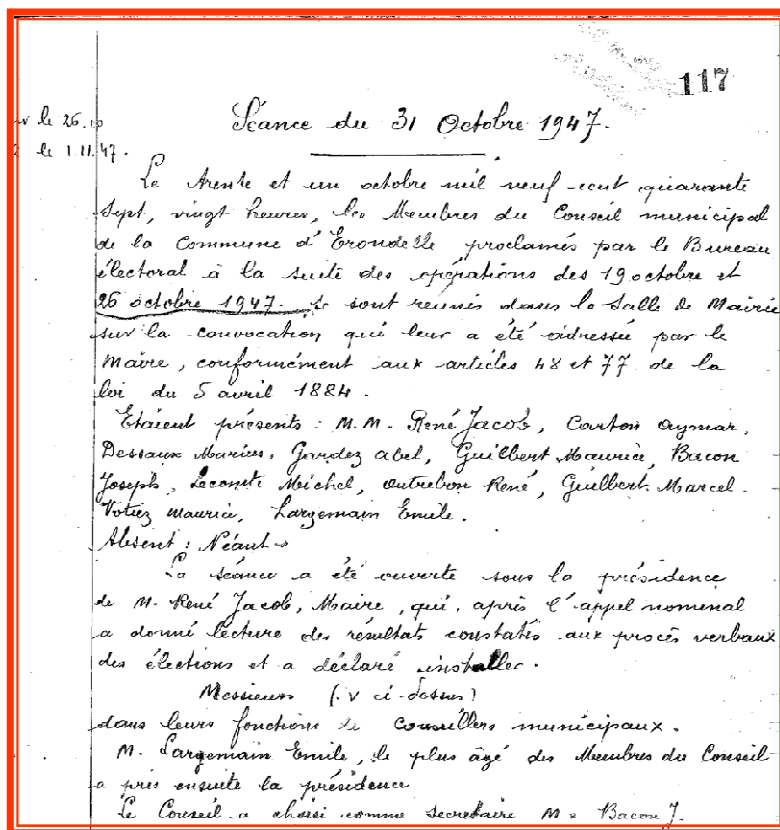 117
le 26.10
le 1 11.47.
Séance du 31 Octobre 1947.
Le trente et un octobre mil neuf cent quarante
sept, vingt heures, les Membres du Conseil municipal
de la Commune d'Erondelle proclamés par le Bureau
électoral à la suite des opérations des 19 octobre et
26 octobre 1947. se sont réunis dans la Salle de Mairie
sur la convocation qui leur a été adressée par le
Maire, conformément aux articles 48 et 77 de la
loi du 5 avril 1884.
Etaient présents : M.M. René Jacob, Carton Aymar,
Dessaux Marius, Gourdez Abel, Guilbert Maurice, Bacon
Joseph, Lecomte Michel, Outrebon René, Guilbert Marcel.
Votiez Maurice, Largemain Emile.
Absent : Néant
La séance a été ouverte sous la présidence
de M. René Jacob, Maire, qui, après l'appel nominal
a donné lecture des résultats constatés aux procès verbaux
des élections et a déclaré installer.
Messieurs (.v ci-dessus)
dans leurs fonctions de Conseillers municipaux.
M. Largemain Emile, le plus âgé des Membres du Conseil
a pris ensuite la présidence
Le Conseil a choisi comme secrétaire M. Bacon J.